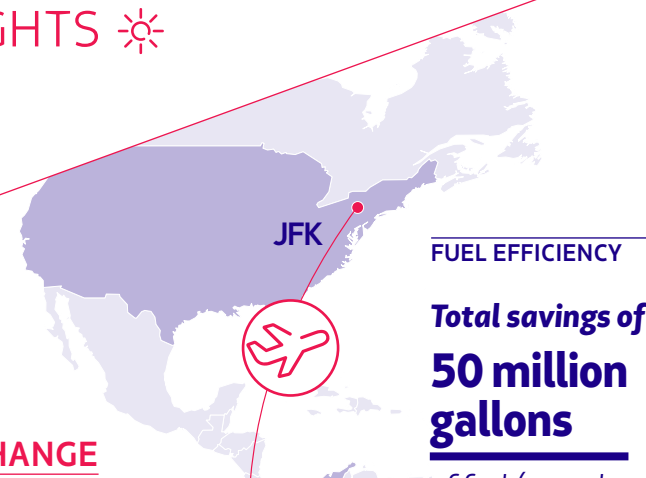 GHTS
JFK
FUEL EFFICIENCY
Total savings of
50 million
gallons
HANGE